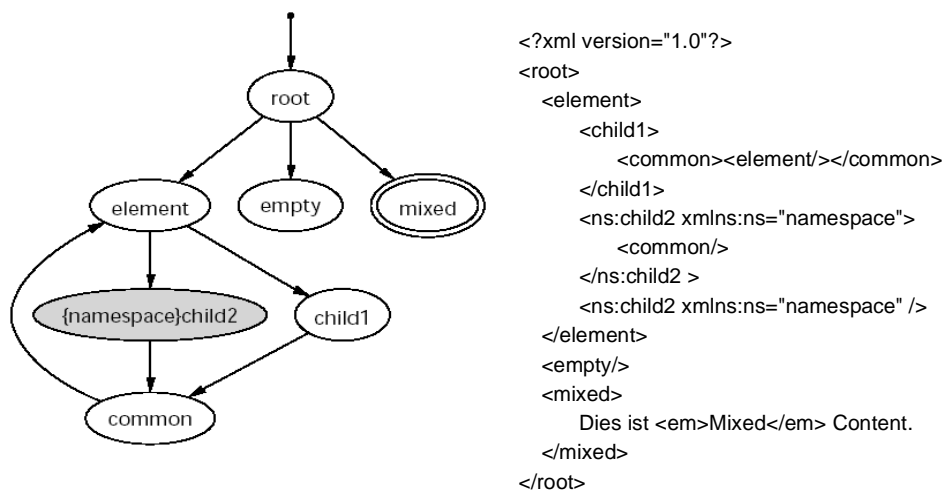 root
element
empty
mixed
{namespace}child2
child1
common
<?xml version="1.0"?>
<root>
<element>
<child1>
<common><element/></common>
</child1>
<ns:child2 xmlns:ns="namespace">
<common/>
</ns:child2 >
<ns:child2 xmlns:ns="namespace" />
</element>
<empty/>
<mixed>
Dies ist <em>Mixed</em> Content.
</mixed>
</root>